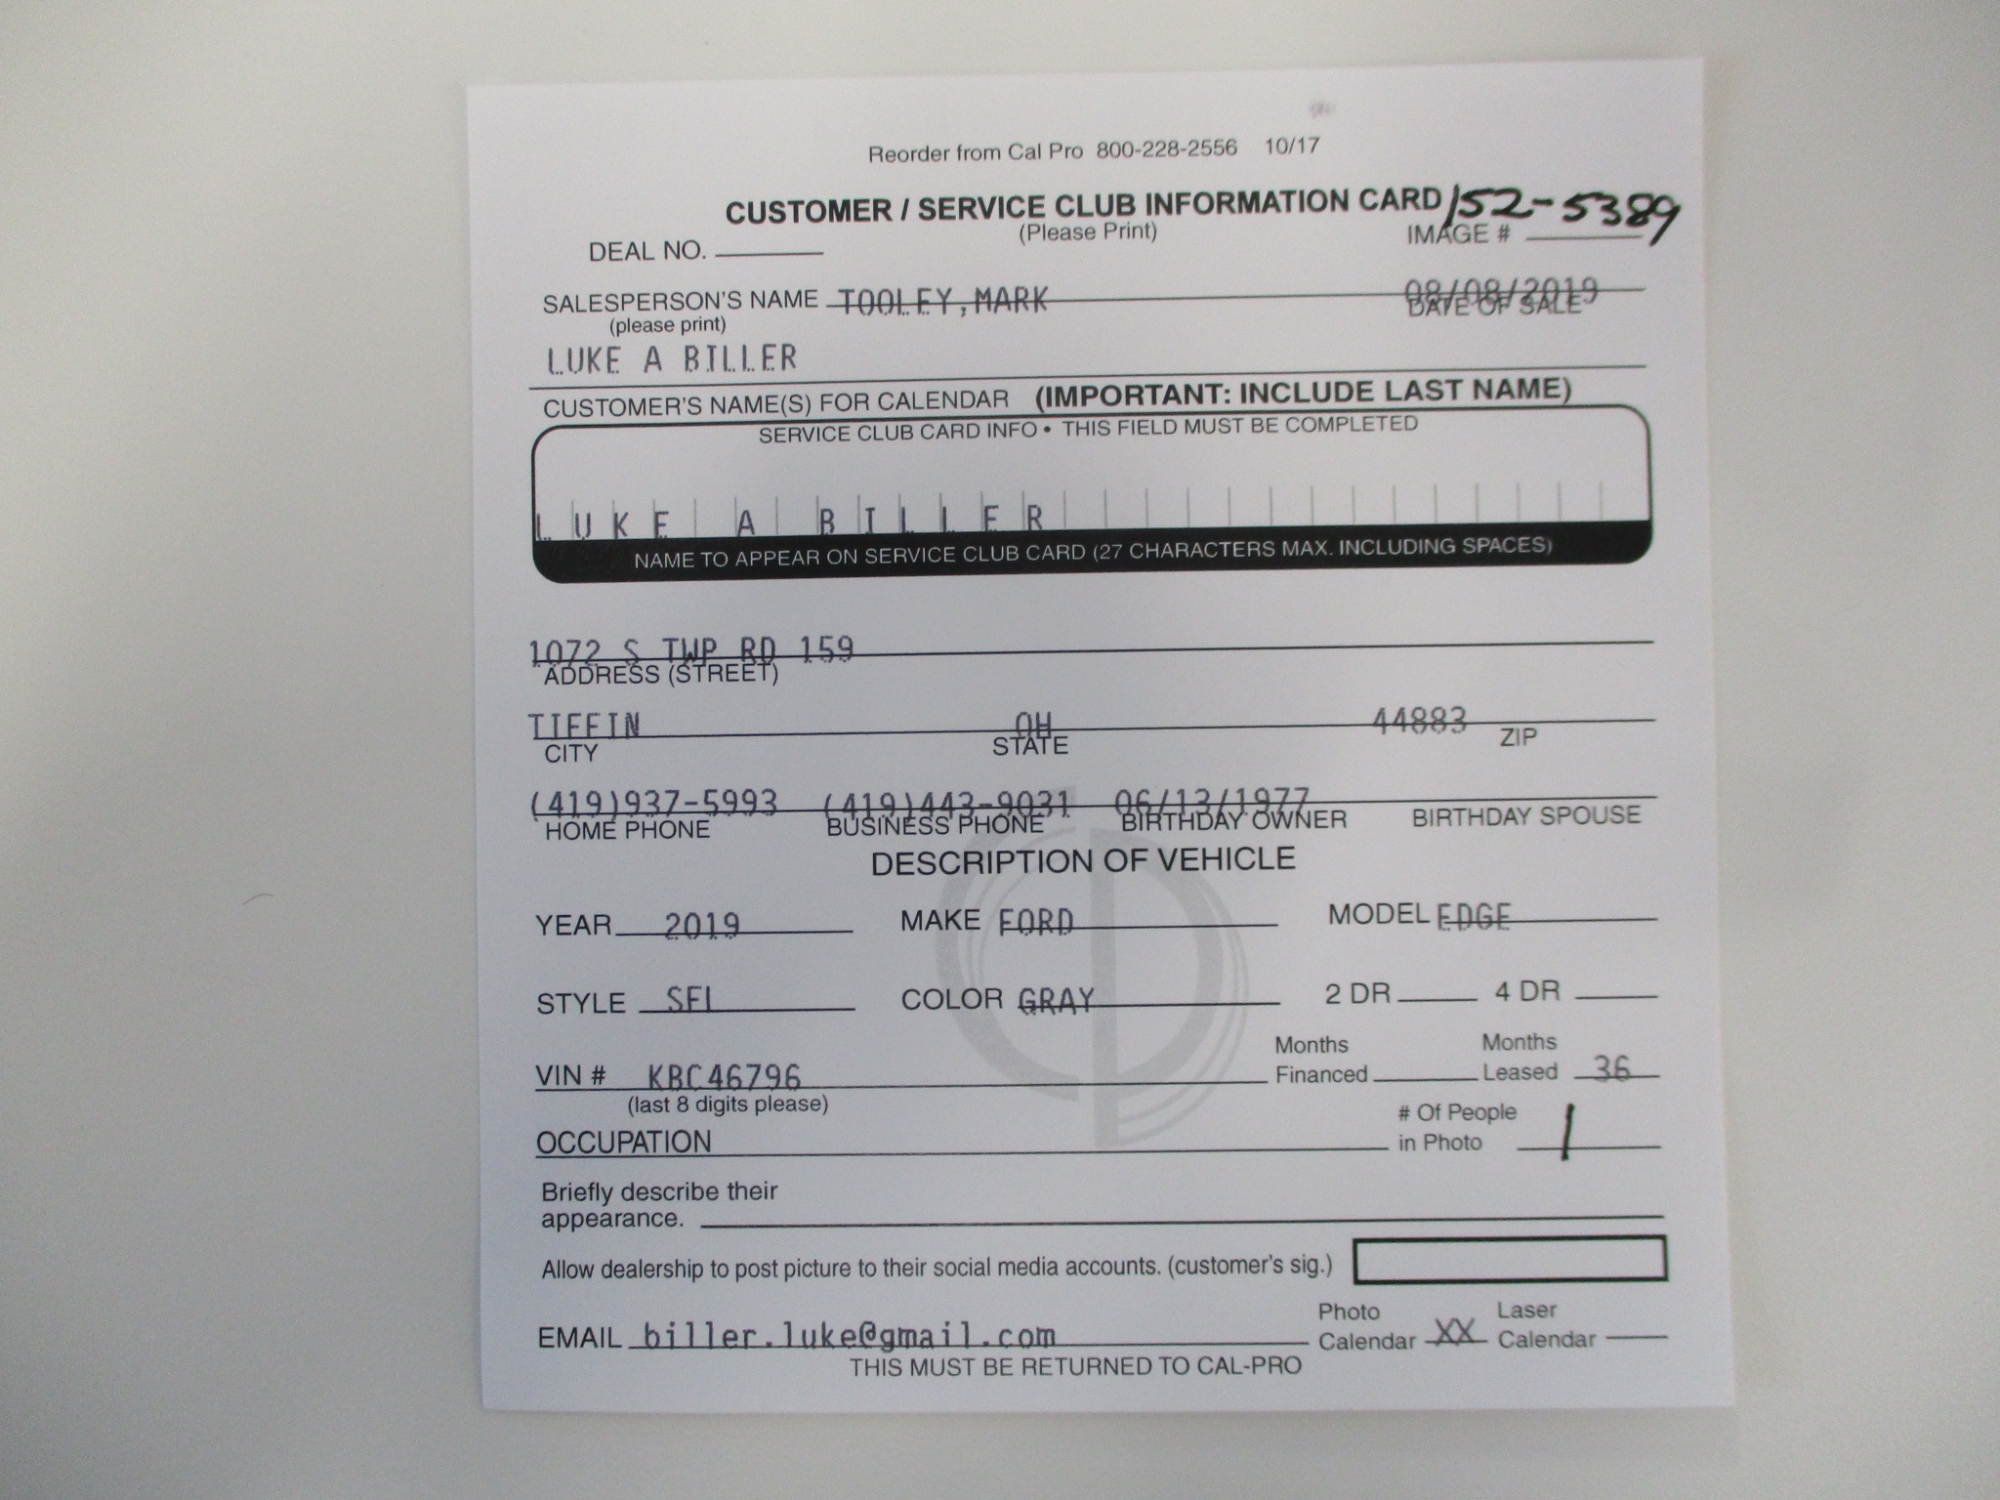 Reorder from Cal Pro 800-228-2556 10/17
CUSTOMER / SERVICE CLUB INFORMATION CARD 152-5389
(Please Print)
DEAL NO. IMAGE #
SALESPERSON'S NAME TOOLEY,MARK 08/08/2019
(please print) DATE OF SALE
LUKE A BILLER
CUSTOMER'S NAME(S) FOR CALENDAR (IMPORTANT: INCLUDE LAST NAME)
SERVICE CLUB CARD INFO • THIS FIELD MUST BE COMPLETED
LUKE A BILLER
NAME TO APPEAR ON SERVICE CLUB CARD (27 CHARACTERS MAX. INCLUDING SPACES)
1072 S TWP RD 159
ADDRESS (STREET)
TIFFIN OH 44883
CITY STATE ZIP
(419)937-5993 (419)443-9031 06/13/1977
HOME PHONE BUSINESS PHONE BIRTHDAY OWNER BIRTHDAY SPOUSE
DESCRIPTION OF VEHICLE
YEAR 2019 MAKE FORD MODEL EDGE
STYLE SEL COLOR GRAY 2 DR 4 DR
Months Months
VIN # KBC46796 Financed Leased 36
(last 8 digits please) # Of People
OCCUPATION in Photo 1
Briefly describe their
appearance.
Allow dealership to post picture to their social media accounts. (customer's sig.)
Photo Laser
EMAIL biller.luke@gmail.com Calendar XX Calendar
THIS MUST BE RETURNED TO CAL-PRO